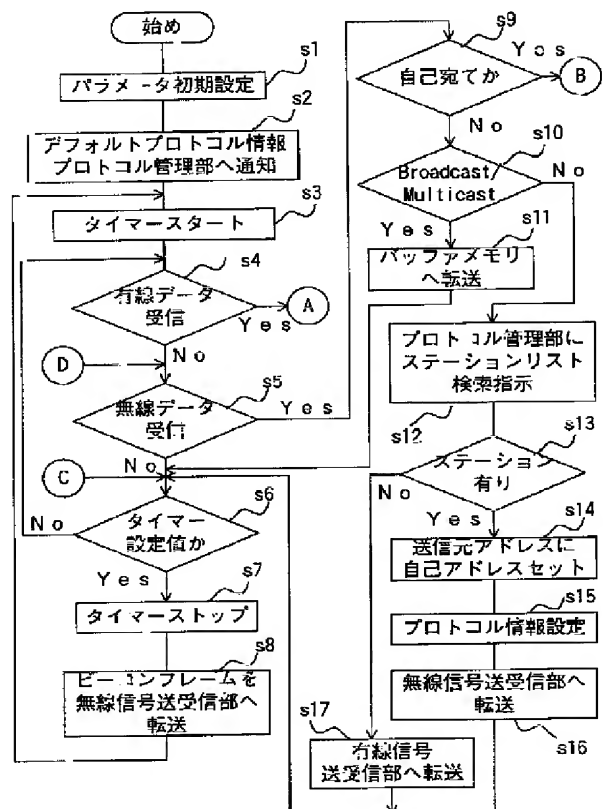 始め
s1
パラメータ初期設定
s2
デフォルトプロトコル情報
プロトコル管理部へ通知
s3
タイマースタート
s4
有線データ
受信
Yes
A
No
D
s5
無線データ
受信
Yes
No
C
s6
タイマー
設定値か
No
Yes
s7
タイマーストップ
s8
ビーコンフレームを
無線信号送受信部へ
転送
s9
自己宛てか
Yes
B
No
s10
Broadcast
Multicast
No
Yes
s11
バッファメモリ
へ転送
プロトコル管理部に
ステーションリスト
検索指示
s12
s13
ステーション
有り
No
Yes
s14
送信元アドレスに
自己アドレスセット
s15
プロトコル情報設定
無線信号送受信部へ
転送
s16
s17
有線信号
送受信部へ転送